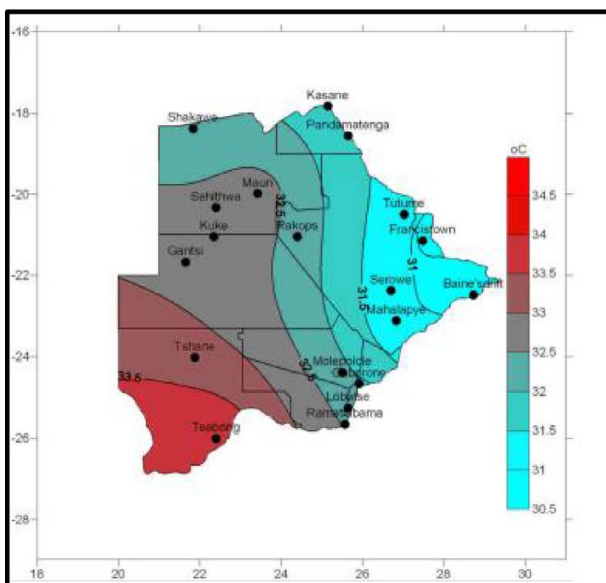 -16
-18
-20
-22
-24
-26
-28
18
20
22
24
26
28
30
Kasane
Shakawe
Pandamatenga
Maun
Sehithwa
Tutume
Kuke
Rakops
Francistown
Gantsi
Serowe
Baine'sdrift
Mahalapye
Tshane
Molepolole
Gaborone
Lobatse
Ramatlabama
Tsabong
32.5
31.5
31
32.5
33.5
oC
34.5
34
33.5
33
32.5
32
31.5
31
30.5